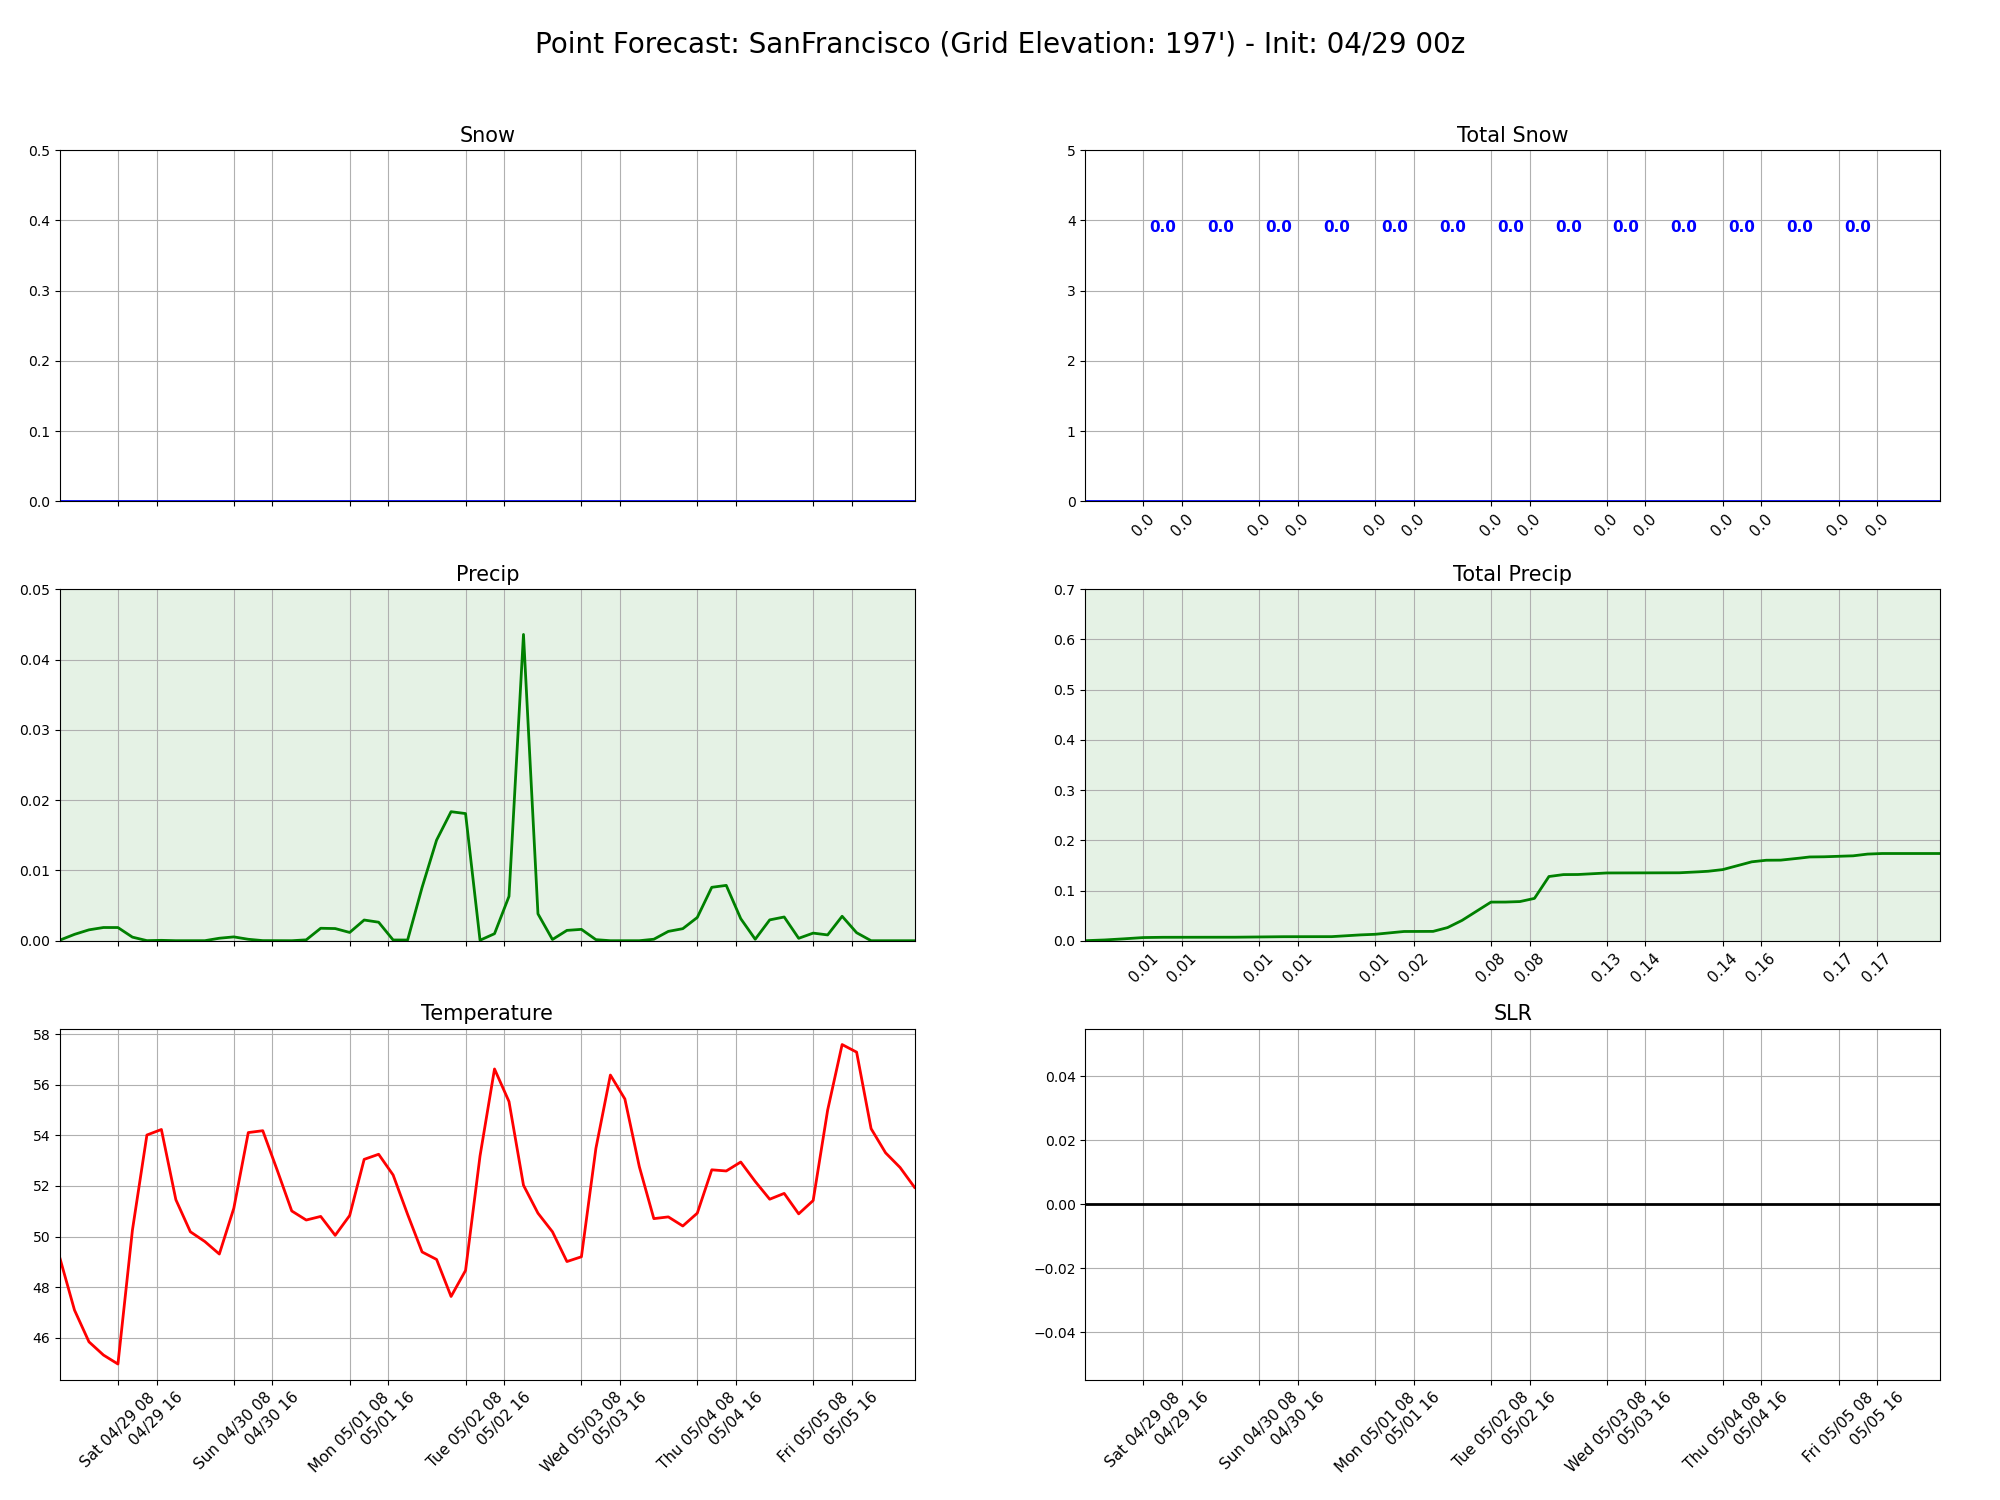 Point Forecast: SanFrancisco (Grid Elevation: 197') - Init: 04/29 00z
Snow
0.5
0.4
0.3
0.2
0.1
0.0
Total Snow
5
4
3
2
1
0
0.0 0.0 0.0 0.0 0.0 0.0 0.0 0.0 0.0 0.0 0.0 0.0 0.0
0.0 0.0 0.0 0.0 0.0 0.0 0.0 0.0 0.0 0.0 0.0 0.0 0.0 0.0
Precip
0.05
0.04
0.03
0.02
0.01
0.00
Total Precip
0.7
0.6
0.5
0.4
0.3
0.2
0.1
0.0
0.01 0.01 0.01 0.01 0.01 0.02 0.08 0.08 0.13 0.14 0.14 0.16 0.17 0.17
Temperature
58
56
54
52
50
48
46
Sat 04/29 08
04/29 16
Sun 04/30 08
04/30 16
Mon 05/01 08
05/01 16
Tue 05/02 08
05/02 16
Wed 05/03 08
05/03 16
Thu 05/04 08
05/04 16
Fri 05/05 08
05/05 16
SLR
0.04
0.02
0.00
−0.02
−0.04
Sat 04/29 08
04/29 16
Sun 04/30 08
04/30 16
Mon 05/01 08
05/01 16
Tue 05/02 08
05/02 16
Wed 05/03 08
05/03 16
Thu 05/04 08
05/04 16
Fri 05/05 08
05/05 16